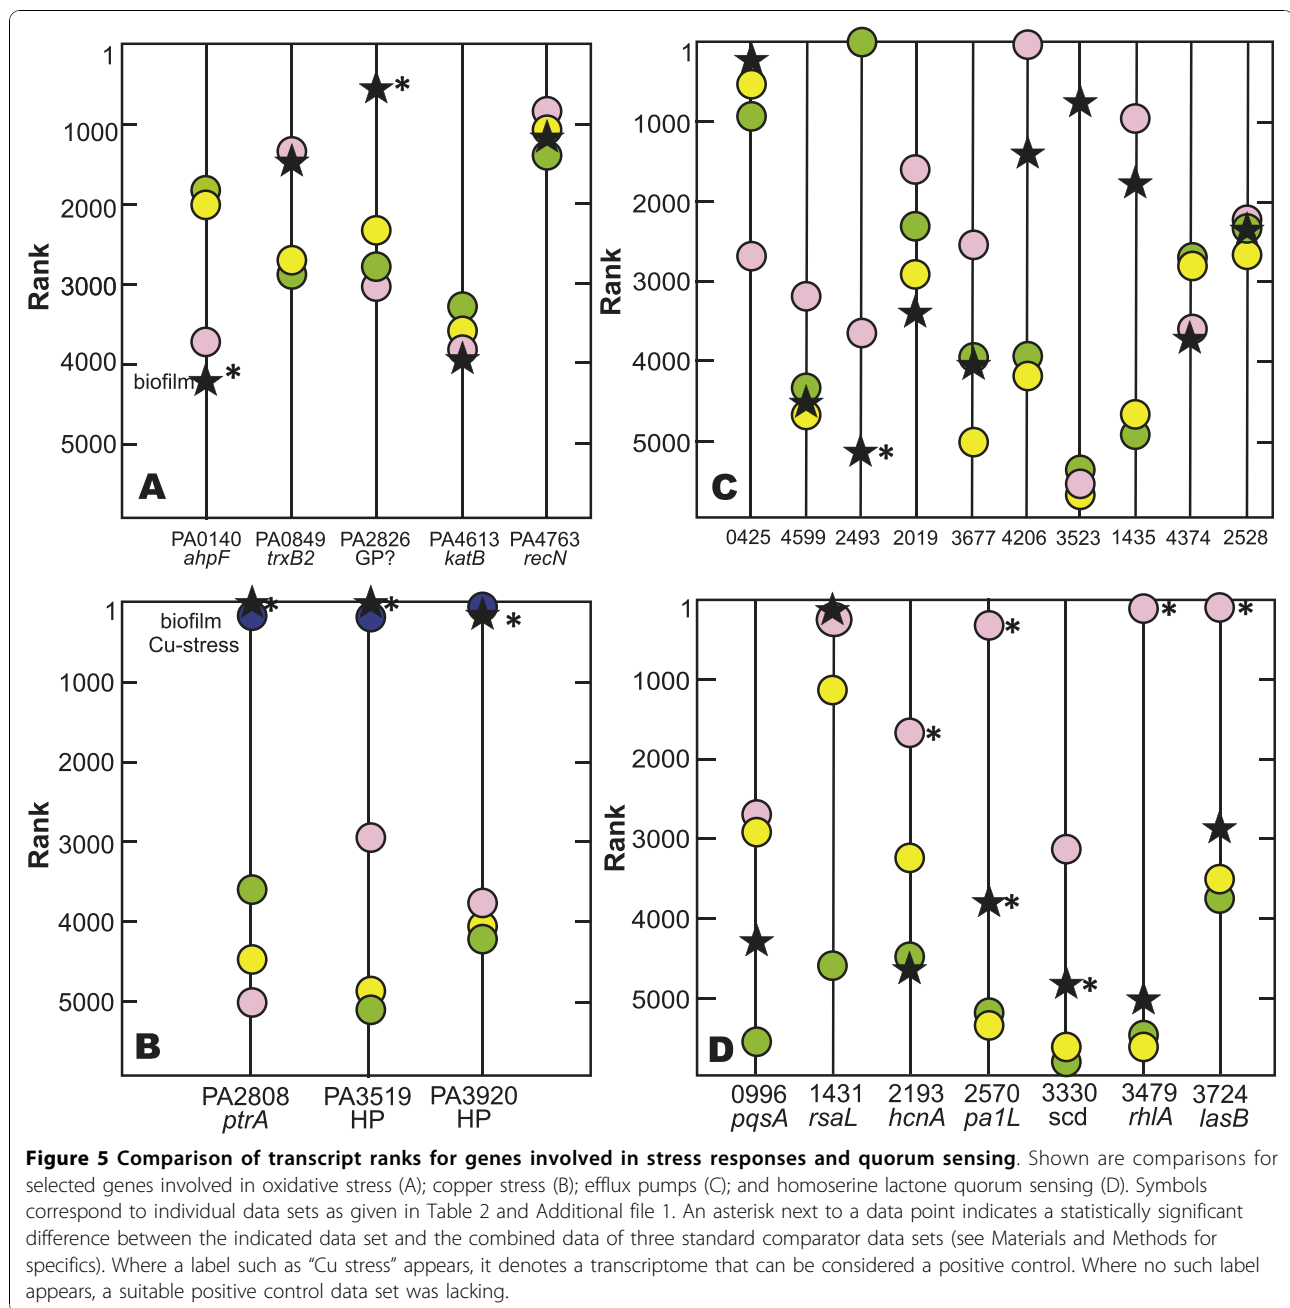 1
1000
2000
3000
4000
5000
Rank
biofilm
*
*
A
PA0140 PA0849 PA2826 PA4613 PA4763
ahpF trxB2 GP? katB recN
1
1000
2000
3000
4000
5000
Rank
*
C
0425 4599 2493 2019 3677 4206 3523 1435 4374 2528
1
1000
2000
3000
4000
5000
Rank
biofilm
Cu-stress
*
*
*
B
PA2808 PA3519 PA3920
ptrA HP HP
1
1000
2000
3000
4000
5000
Rank
*
*
*
*
*
*
D
0996 1431 2193 2570 3330 3479 3724
pqsA rsaL hcnA pa1L scd rhlA lasB
Figure 5 Comparison of transcript ranks for genes involved in stress responses and quorum sensing. Shown are comparisons for
selected genes involved in oxidative stress (A); copper stress (B); efflux pumps (C); and homoserine lactone quorum sensing (D). Symbols
correspond to individual data sets as given in Table 2 and Additional file 1. An asterisk next to a data point indicates a statistically significant
difference between the indicated data set and the combined data of three standard comparator data sets (see Materials and Methods for
specifics). Where a label such as “Cu stress” appears, it denotes a transcriptome that can be considered a positive control. Where no such label
appears, a suitable positive control data set was lacking.